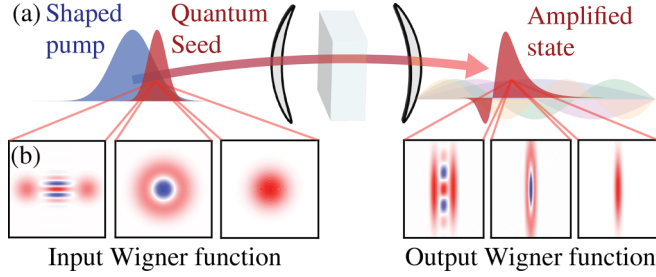 (a) Shaped pump
Quantum Seed
Amplified state
(b)
Input Wigner function
Output Wigner function